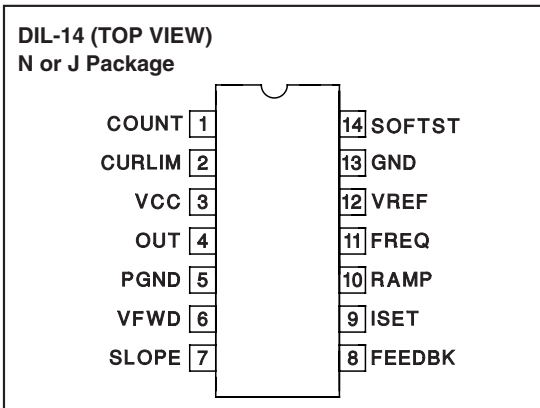 DIL-14 (TOP VIEW)
N or J Package
COUNT 1 14 SOFTST
CURLIM 2 13 GND
VCC 3 12 VREF
OUT 4 11 FREQ
PGND 5 10 RAMP
VFWD 6 9 ISET
SLOPE 7 8 FEEDBK